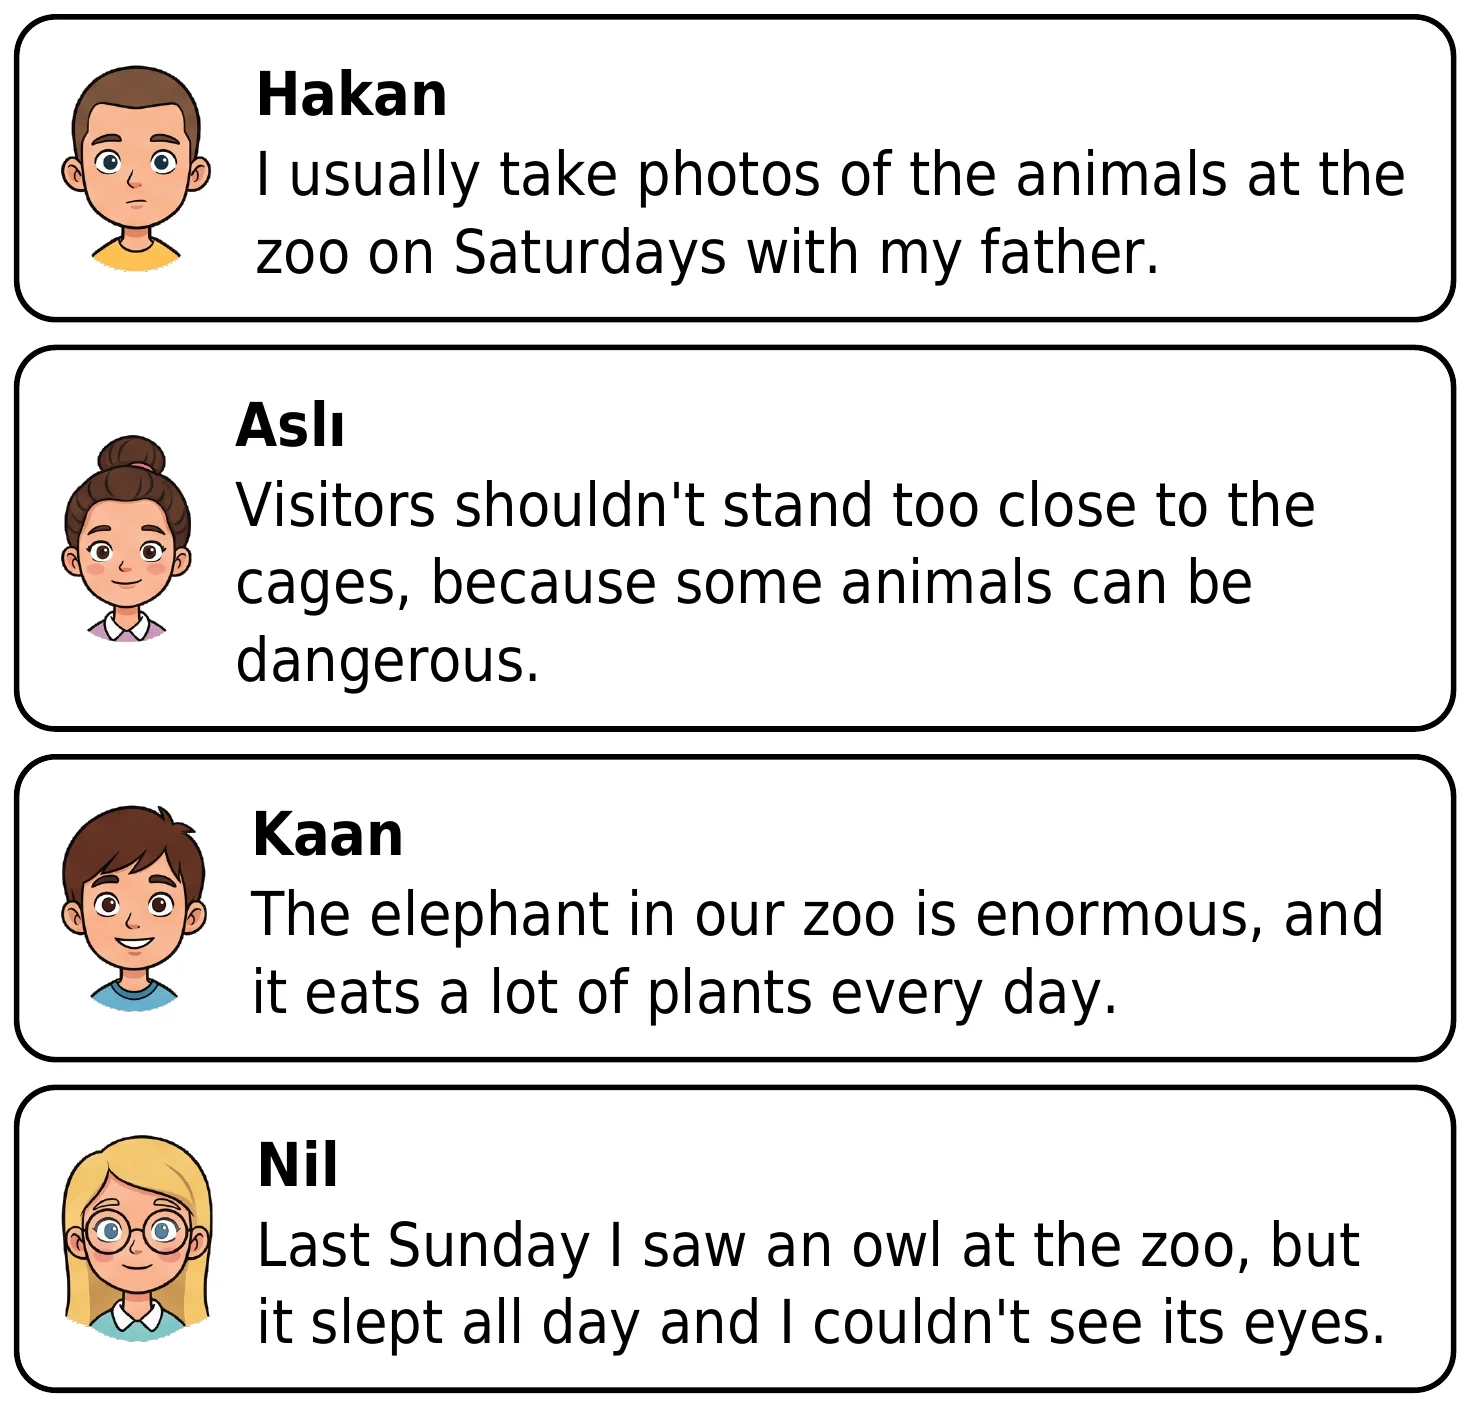 Hakan
I usually take photos of the animals at the
zoo on Saturdays with my father.
Aslı
Visitors shouldn't stand too close to the
cages, because some animals can be
dangerous.
Kaan
The elephant in our zoo is enormous, and
it eats a lot of plants every day.
Nil
Last Sunday I saw an owl at the zoo, but
it slept all day and I couldn't see its eyes.